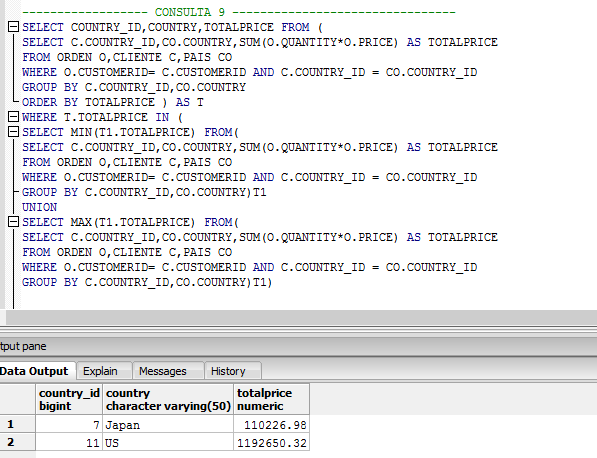 ----------------- CONSULTA 9 ------------------------------
SELECT COUNTRY_ID,COUNTRY,TOTALPRICE FROM (
SELECT C.COUNTRY_ID,CO.COUNTRY,SUM(O.QUANTITY*O.PRICE) AS TOTALPRICE
FROM ORDEN O,CLIENTE C,PAIS CO
WHERE O.CUSTOMERID= C.CUSTOMERID AND C.COUNTRY_ID = CO.COUNTRY_ID
GROUP BY C.COUNTRY_ID,CO.COUNTRY
ORDER BY TOTALPRICE ) AS T
WHERE T.TOTALPRICE IN (
SELECT MIN(T1.TOTALPRICE) FROM(
SELECT C.COUNTRY_ID,CO.COUNTRY,SUM(O.QUANTITY*O.PRICE) AS TOTALPRICE
FROM ORDEN O,CLIENTE C,PAIS CO
WHERE O.CUSTOMERID= C.CUSTOMERID AND C.COUNTRY_ID = CO.COUNTRY_ID
GROUP BY C.COUNTRY_ID,CO.COUNTRY)T1
UNION
SELECT MAX(T1.TOTALPRICE) FROM(
SELECT C.COUNTRY_ID,CO.COUNTRY,SUM(O.QUANTITY*O.PRICE) AS TOTALPRICE
FROM ORDEN O,CLIENTE C,PAIS CO
WHERE O.CUSTOMERID= C.CUSTOMERID AND C.COUNTRY_ID = CO.COUNTRY_ID
GROUP BY C.COUNTRY_ID,CO.COUNTRY)T1)
tput pane
Data Output Explain Messages History
country_id country totalprice
bigint character varying(50) numeric
1 7 Japan 110226.98
2 11 US 1192650.32